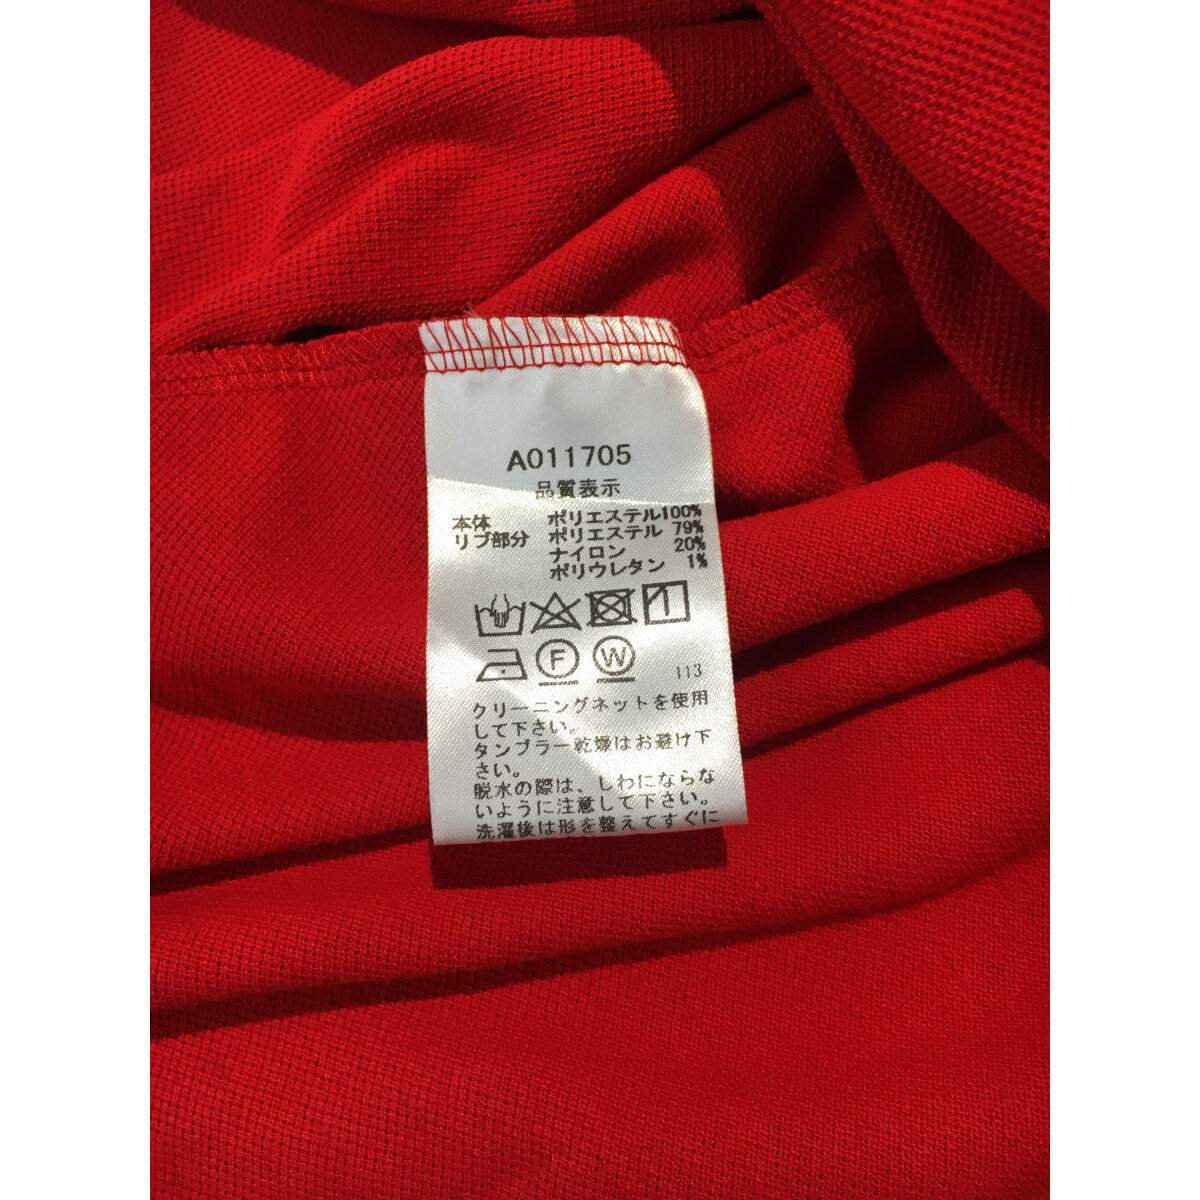 A011705
品質表示
本体 ポリエステル100%
リブ部分 ポリエステル 79%
ナイロン 20%
ポリウレタン 1%
F W 113
クリーニングネットを使用
して下さい。
タンブラー乾燥はお避け下
さい。
脱水の際は、しわにならな
いように注意して下さい。
洗濯後は形を整えてすぐに